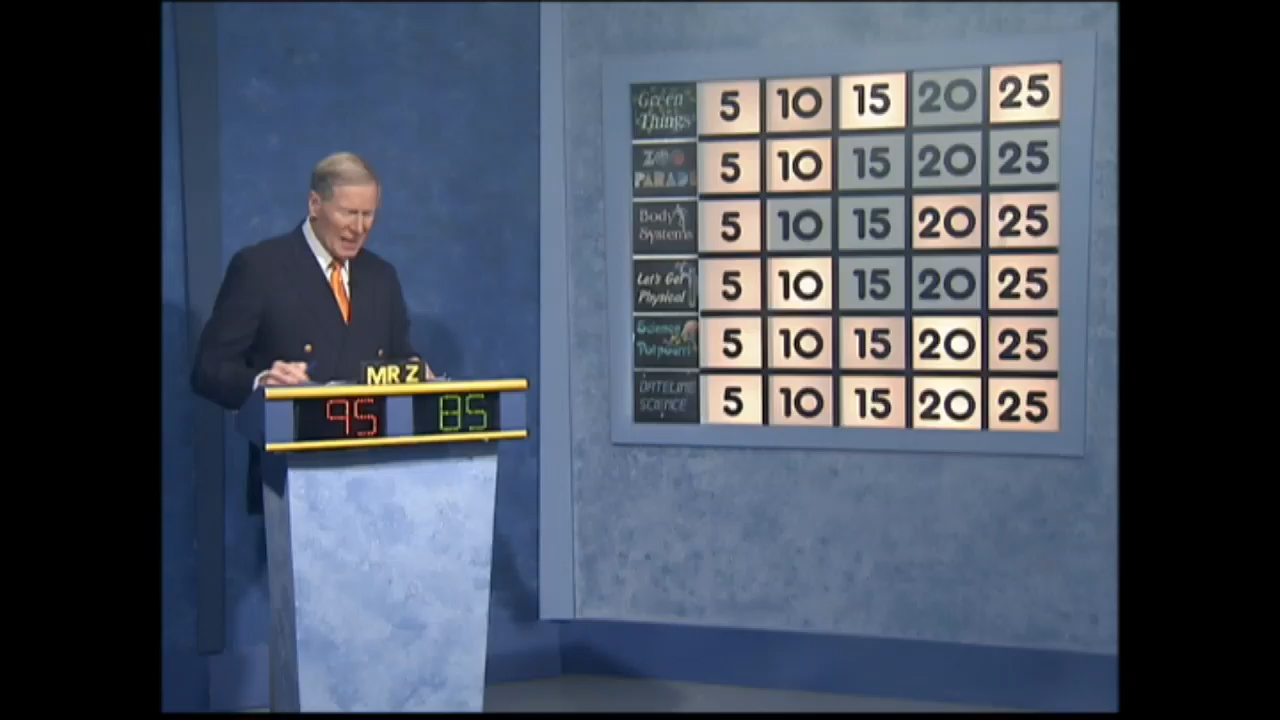 Green Things 5 10 15 20 25
ZOO PARADE 5 10 15 20 25
Body Systems 5 10 15 20 25
Let's Get Physical 5 10 15 20 25
Science Potpourri 5 10 15 20 25
DATELINE SCIENCE 5 10 15 20 25
MR Z
95 85